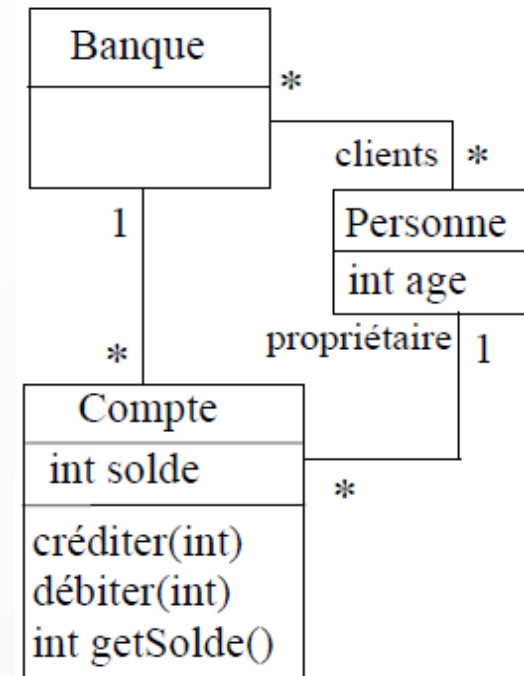 Banque
*
clients *
1
Personne
int age
propriétaire 1
*
Compte
int solde
*
créditer(int)
débiter(int)
int getSolde()